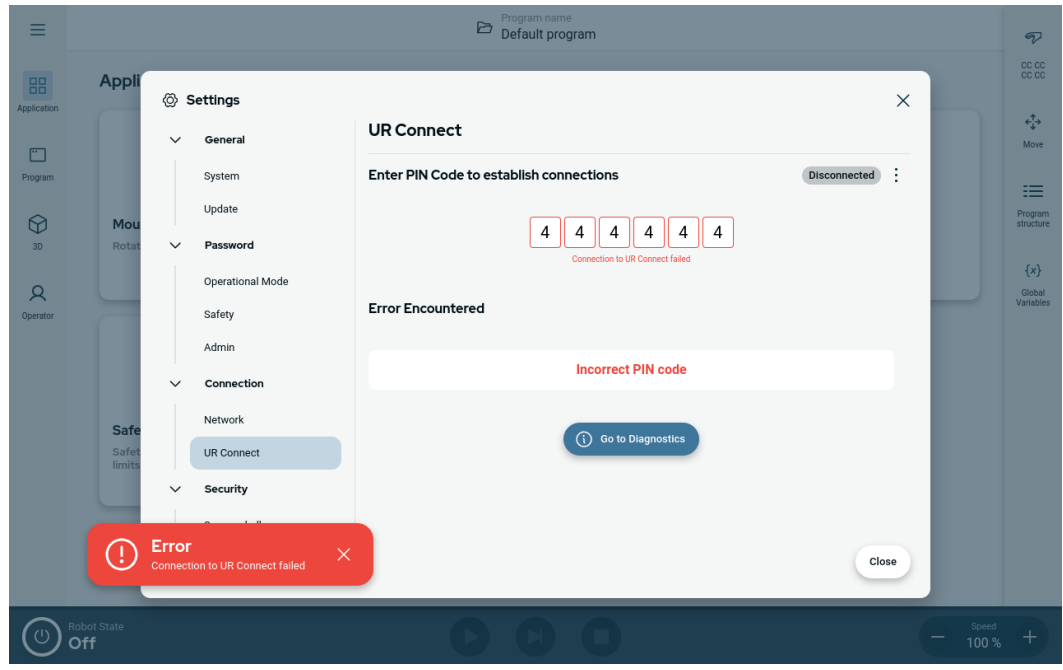 Program name
Default program
Appli
Application
Program
3D
Operator
Mou
Rotat
Safe
Safet
limits
CC CC
CC CC
Move
Program
structure
{x}
Global
Variables
Settings
General
System
Update
Password
Operational Mode
Safety
Admin
Connection
Network
UR Connect
Security
UR Connect
Enter PIN Code to establish connections
Disconnected
4 4 4 4 4 4
Connection to UR Connect failed
Error Encountered
Incorrect PIN code
Go to Diagnostics
Close
Error
Connection to UR Connect failed
Robot State
Off
Speed
100 %